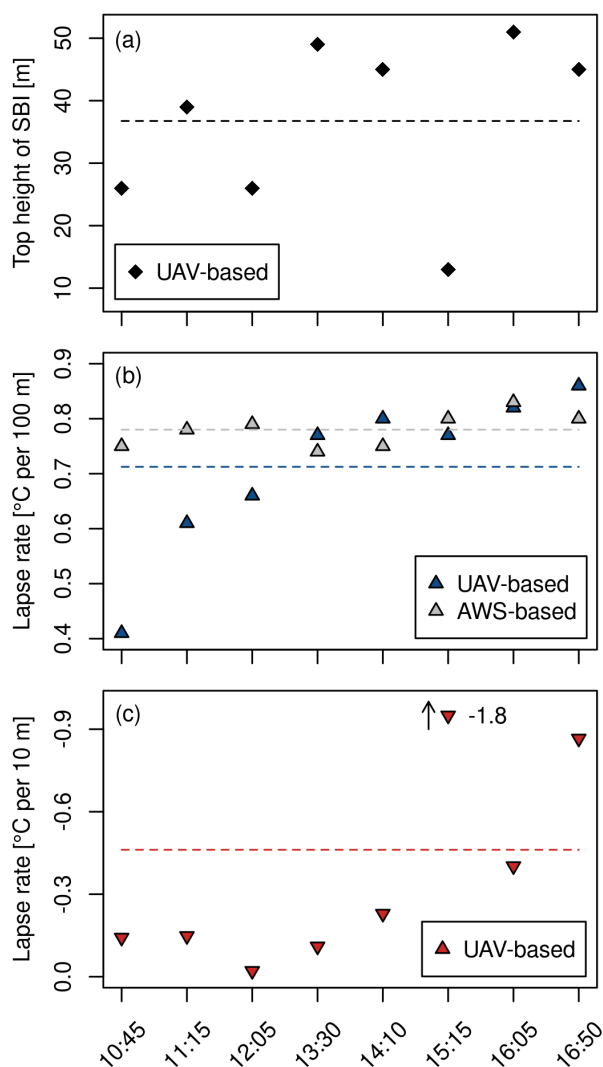 (a)
Top height of SBI [m]
50
40
30
20
10
UAV-based
(b)
Lapse rate [°C per 100 m]
0.9
0.8
0.7
0.6
0.5
0.4
UAV-based
AWS-based
(c)
-1.8
Lapse rate [°C per 10 m]
-0.9
-0.6
-0.3
0.0
UAV-based
10:45
11:15
12:05
13:30
14:10
15:15
16:05
16:50